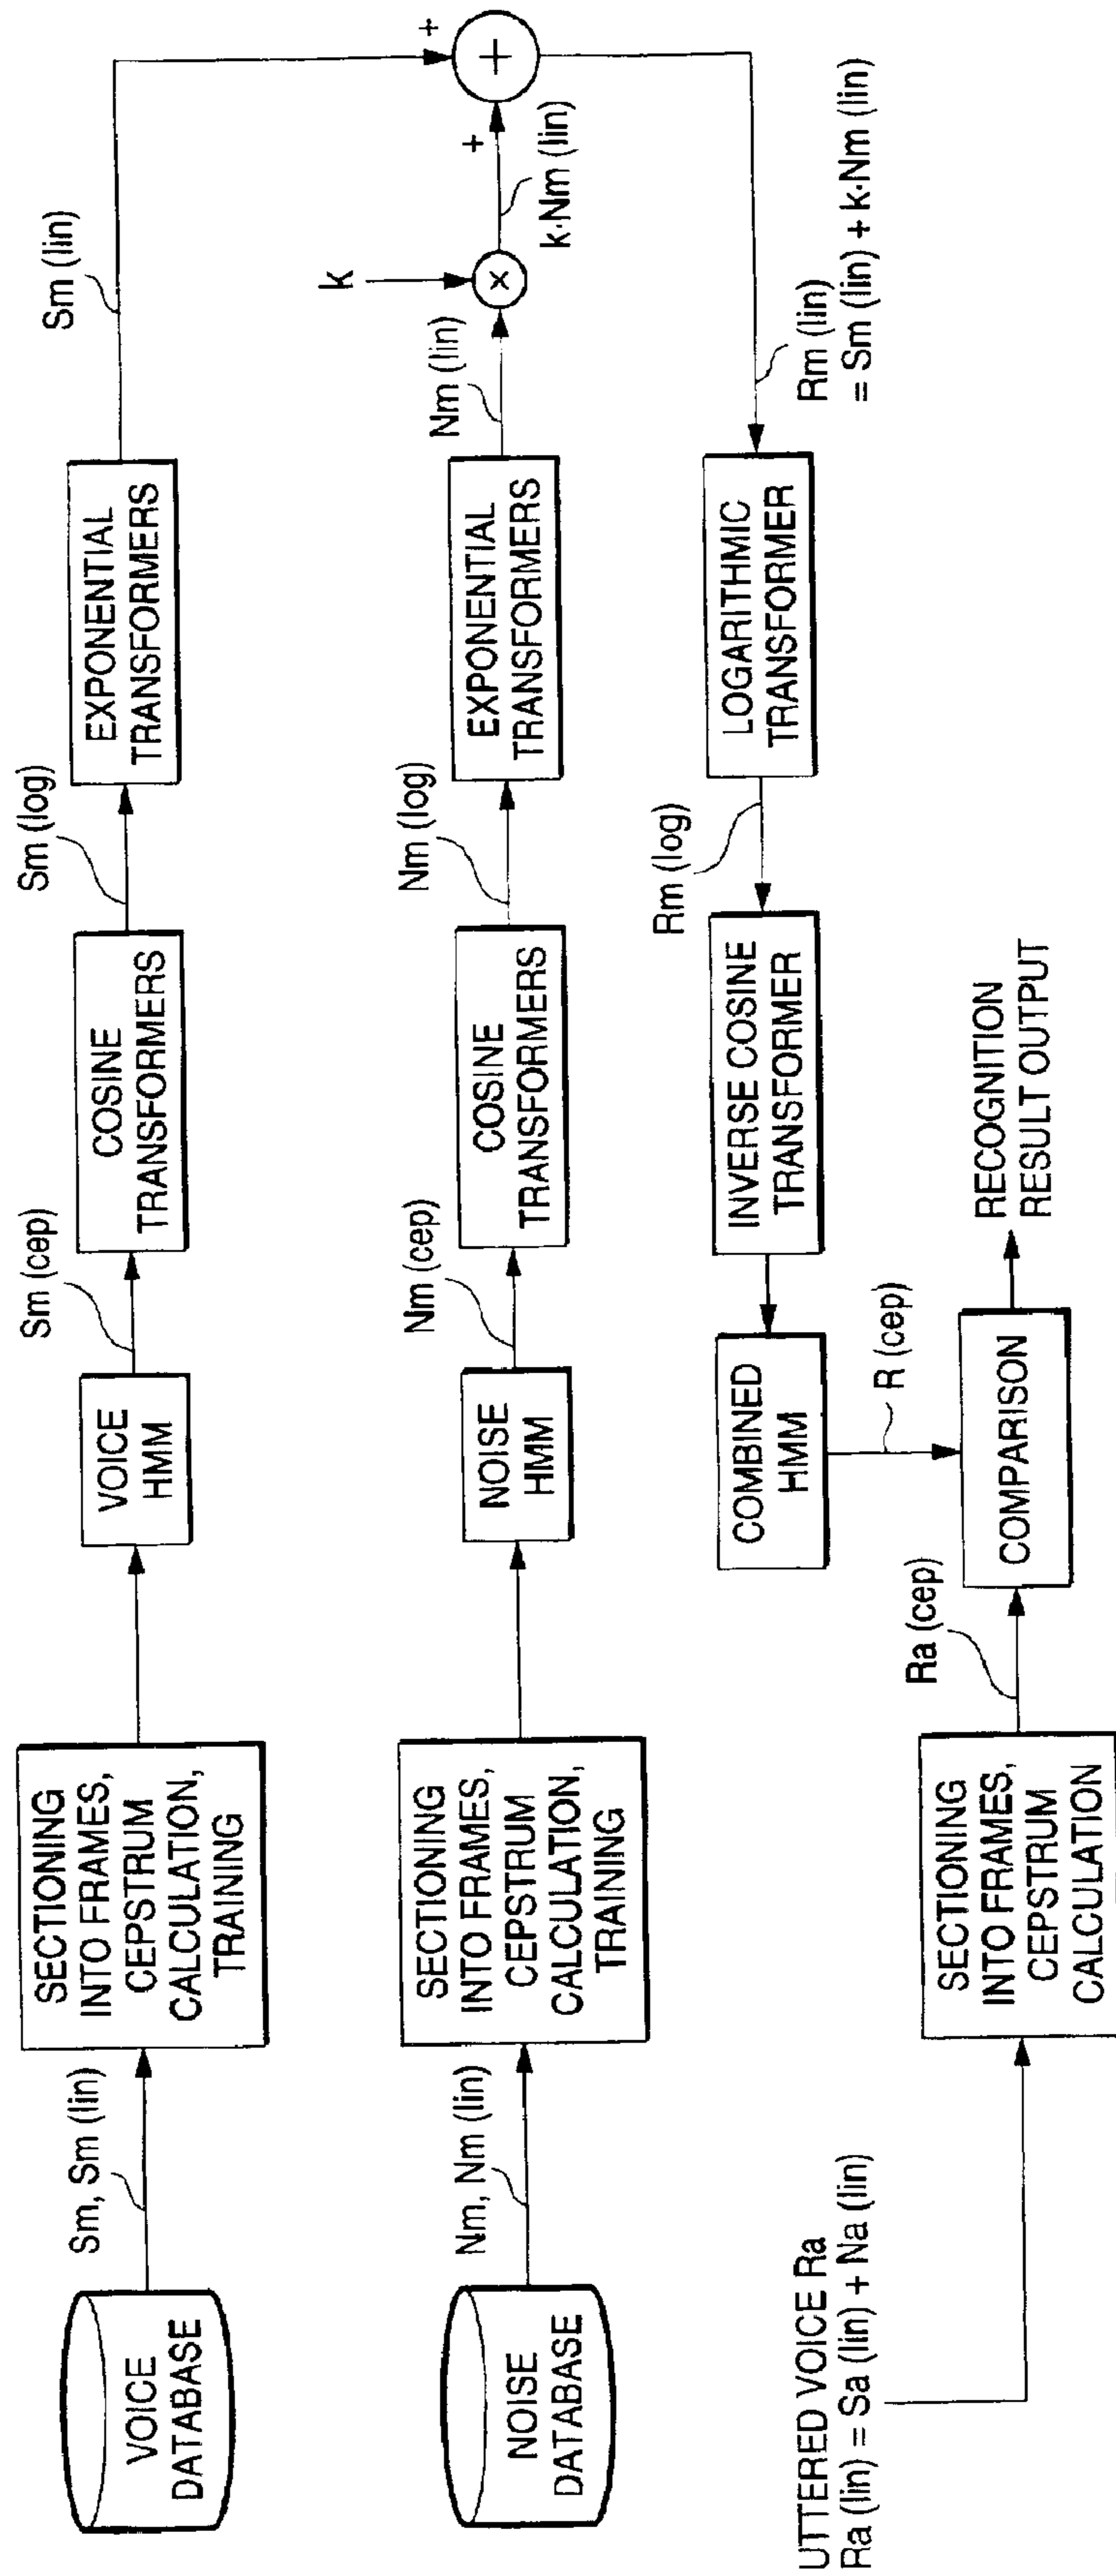 VOICE
DATABASE
Sm, Sm (lin)
SECTIONING
INTO FRAMES,
CEPSTRUM
CALCULATION,
TRAINING
VOICE
HMM
Sm (cep)
COSINE
TRANSFORMERS
Sm (log)
EXPONENTIAL
TRANSFORMERS
Sm (lin)
+
+
NOISE
DATABASE
Nm, Nm (lin)
SECTIONING
INTO FRAMES,
CEPSTRUM
CALCULATION,
TRAINING
NOISE
HMM
Nm (cep)
COSINE
TRANSFORMERS
Nm (log)
EXPONENTIAL
TRANSFORMERS
Nm (lin)
k
×
+
k·Nm (lin)
COMBINED
HMM
INVERSE COSINE
TRANSFORMER
Rm (log)
LOGARITHMIC
TRANSFORMER
Rm (lin)
= Sm (lin) + k·Nm (lin)
UTTERED VOICE Ra
Ra (lin) = Sa (lin) + Na (lin)
SECTIONING
INTO FRAMES,
CEPSTRUM
CALCULATION
Ra (cep)
R (cep)
COMPARISON
RECOGNITION
RESULT OUTPUT